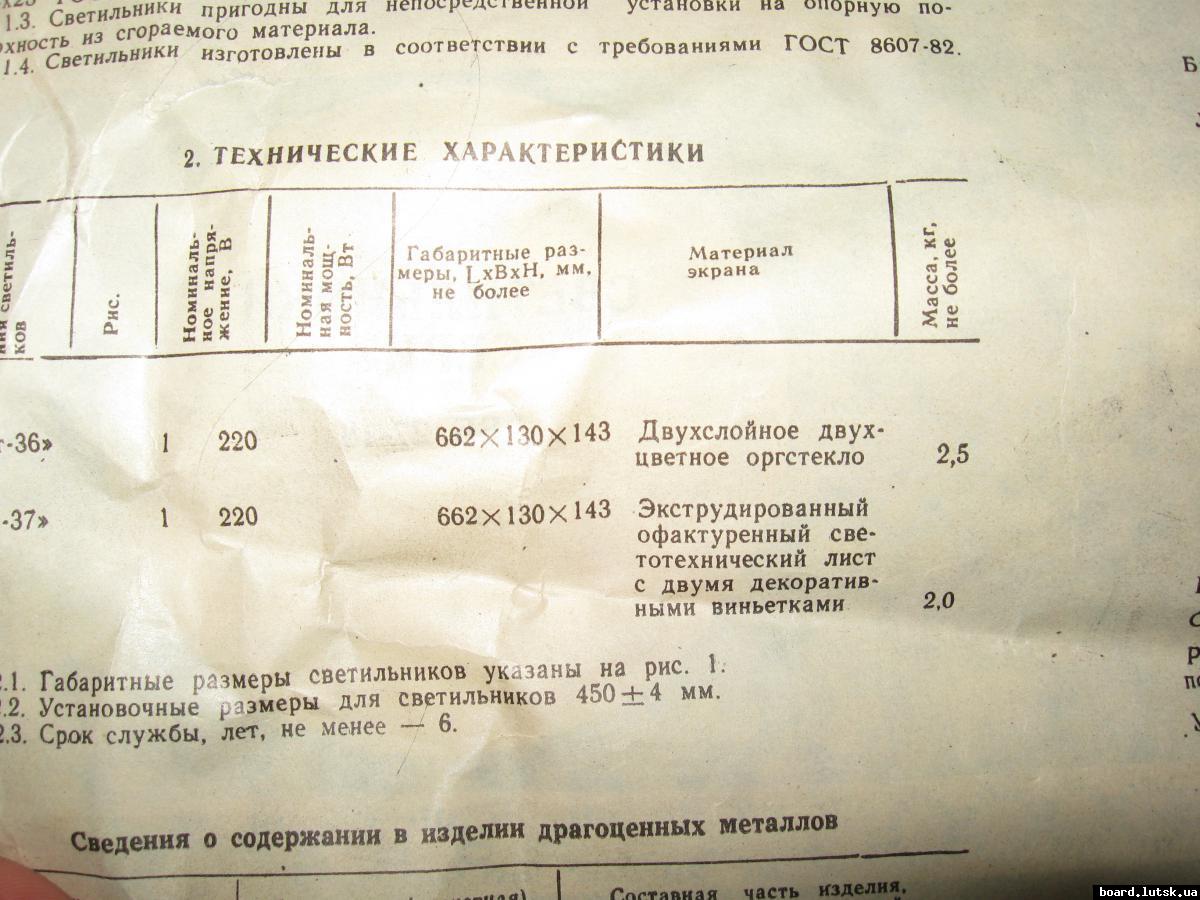 1.3. Светильники пригодны для непосредственной установки на опорную по-
рхность из сгораемого материала.
1.4. Светильники изготовлены в соответствии с требованиями ГОСТ 8607-82.
2. ТЕХНИЧЕСКИЕ ХАРАКТЕРИСТИКИ
ия светиль-
ков
Рис.
Номиналь-
ное напря-
жение, В
Номиналь-
ная мощ-
ность, Вт
Габаритные раз-
меры, LxBxH, мм,
не более
Материал
экрана
Масса, кг,
не более
-36» 1 220 662×130×143 Двухслойное двух-
цветное оргстекло 2,5
-37» 1 220 662×130×143 Экструдированный
офактуренный све-
тотехнический лист
с двумя декоратив-
ными виньетками 2,0
2.1. Габаритные размеры светильников указаны на рис. 1.
2.2. Установочные размеры для светильников 450±4 мм.
2.3. Срок службы, лет, не менее — 6.
Сведения о содержании в изделии драгоценных металлов
Составная часть изделия,
board.lutsk.ua